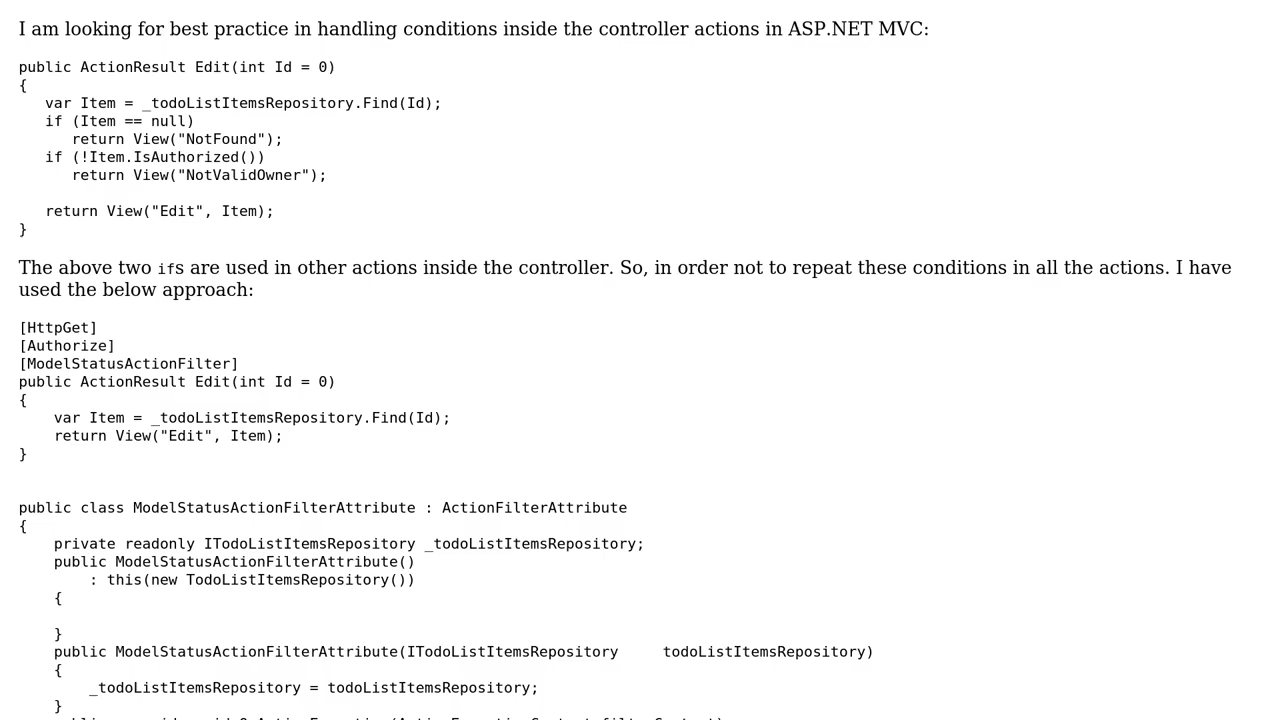 I am looking for best practice in handling conditions inside the controller actions in ASP.NET MVC:
public ActionResult Edit(int Id = 0)
{
   var Item = _todoListItemsRepository.Find(Id);
   if (Item == null)
      return View("NotFound");
   if (!Item.IsAuthorized())
      return View("NotValidOwner");

   return View("Edit", Item);
}
The above two ifs are used in other actions inside the controller. So, in order not to repeat these conditions in all the actions. I have
used the below approach:
[HttpGet]
[Authorize]
[ModelStatusActionFilter]
public ActionResult Edit(int Id = 0)
{
    var Item = _todoListItemsRepository.Find(Id);
    return View("Edit", Item);
}

public class ModelStatusActionFilterAttribute : ActionFilterAttribute
{
    private readonly ITodoListItemsRepository _todoListItemsRepository;
    public ModelStatusActionFilterAttribute()
        : this(new TodoListItemsRepository())
    {

    }
    public ModelStatusActionFilterAttribute(ITodoListItemsRepository     todoListItemsRepository)
    {
        _todoListItemsRepository = todoListItemsRepository;
    }